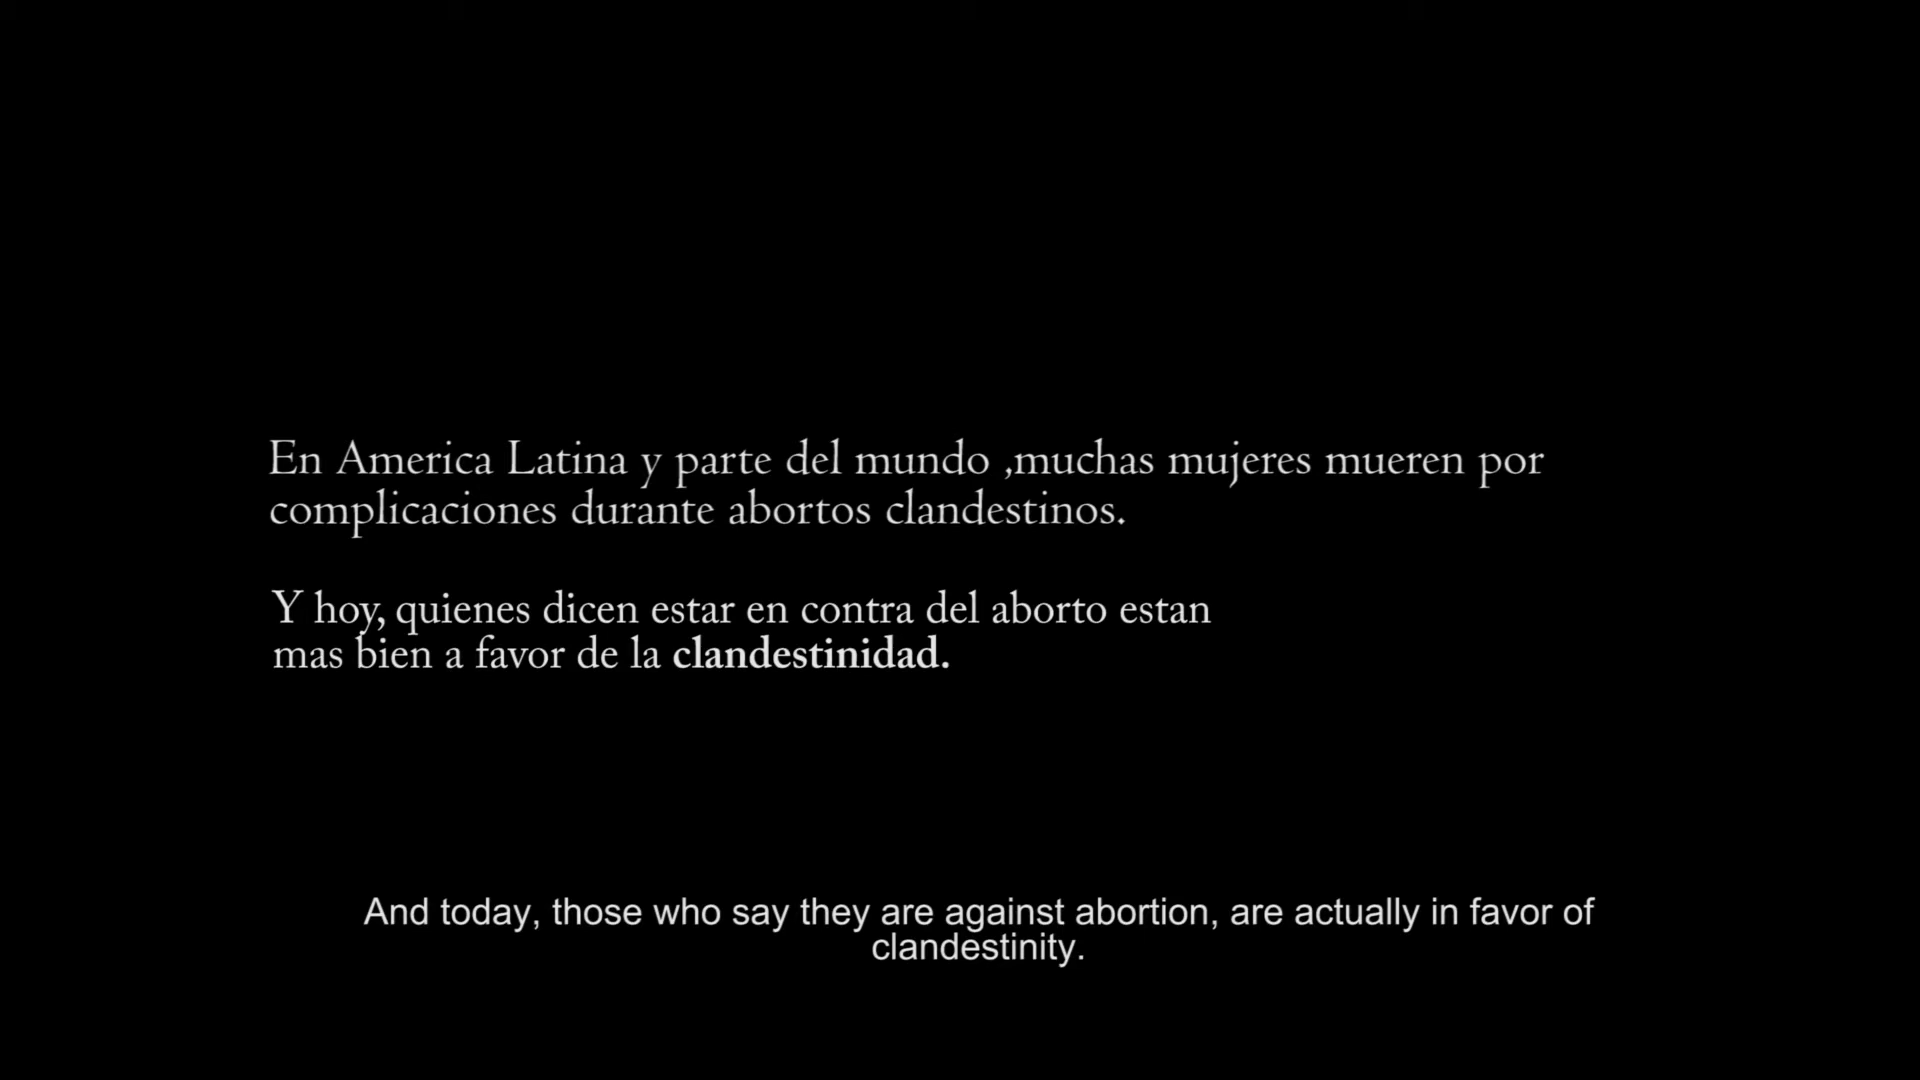 En America Latina y parte del mundo ,muchas mujeres mueren por
complicaciones durante abortos clandestinos.
Y hoy, quienes dicen estar en contra del aborto estan
mas bien a favor de la clandestinidad.
And today, those who say they are against abortion, are actually in favor of
clandestinity.